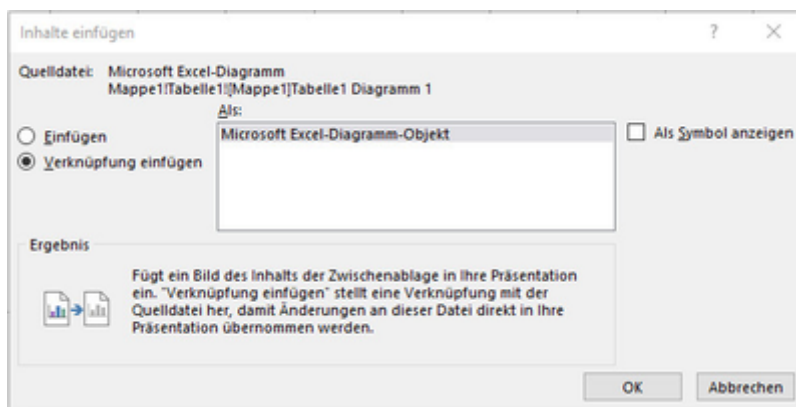 Inhalte einfügen
?
Quelldatei: Microsoft Excel-Diagramm
Mappe1!Tabelle1![Mappe1]Tabelle1 Diagramm 1
Als:
Einfügen
Verknüpfung einfügen
Microsoft Excel-Diagramm-Objekt
Als Symbol anzeigen
Ergebnis
Fügt ein Bild des Inhalts der Zwischenablage in Ihre Präsentation
ein. "Verknüpfung einfügen" stellt eine Verknüpfung mit der
Quelldatei her, damit Änderungen an dieser Datei direkt in Ihre
Präsentation übernommen werden.
OK
Abbrechen